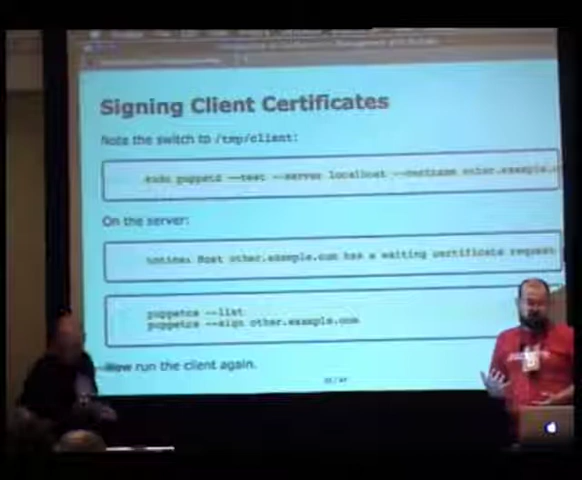 Signing Client Certificates
Note the switch to /tmp/client:
sudo puppetd --test --server localhost --certname other.example.
On the server:
notice: Host other.example.com has a waiting certificate request
puppetca --list
puppetca --sign other.example.com
Now run the client again.